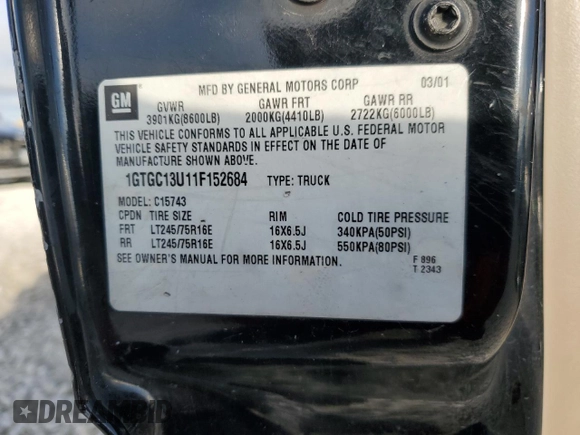 GM
MFD BY GENERAL MOTORS CORP 03/01
GVWR GAWR FRT GAWR RR
3901KG(8600LB) 2000KG(4410LB) 2722KG(6000LB)
THIS VEHICLE CONFORMS TO ALL APPLICABLE U.S. FEDERAL MOTOR
VEHICLE SAFETY STANDARDS IN EFFECT ON THE DATE OF
MANUFACTURE SHOWN ABOVE.
1GTGC13U11F152684 TYPE: TRUCK
MODEL: C15743
CPDN TIRE SIZE RIM COLD TIRE PRESSURE
FRT LT245/75R16E 16X6.5J 340KPA(50PSI)
RR LT245/75R16E 16X6.5J 550KPA(80PSI)
SEE OWNER'S MANUAL FOR MORE INFORMATION. F 896
T 2343
DREAMBID